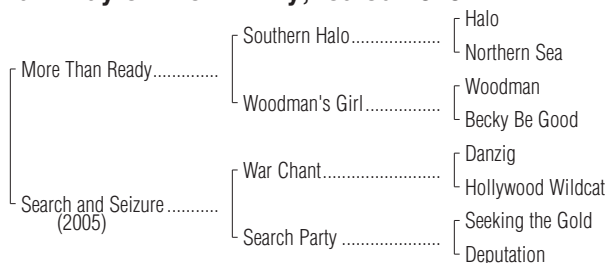 Halo
Southern Halo..................
Northern Sea
More Than Ready.............
Woodman
Woodman's Girl.................
Becky Be Good
Danzig
War Chant.......................
Hollywood Wildcat
Search and Seizure ..........
(2005)
Seeking the Gold
Search Party ...................
Deputation